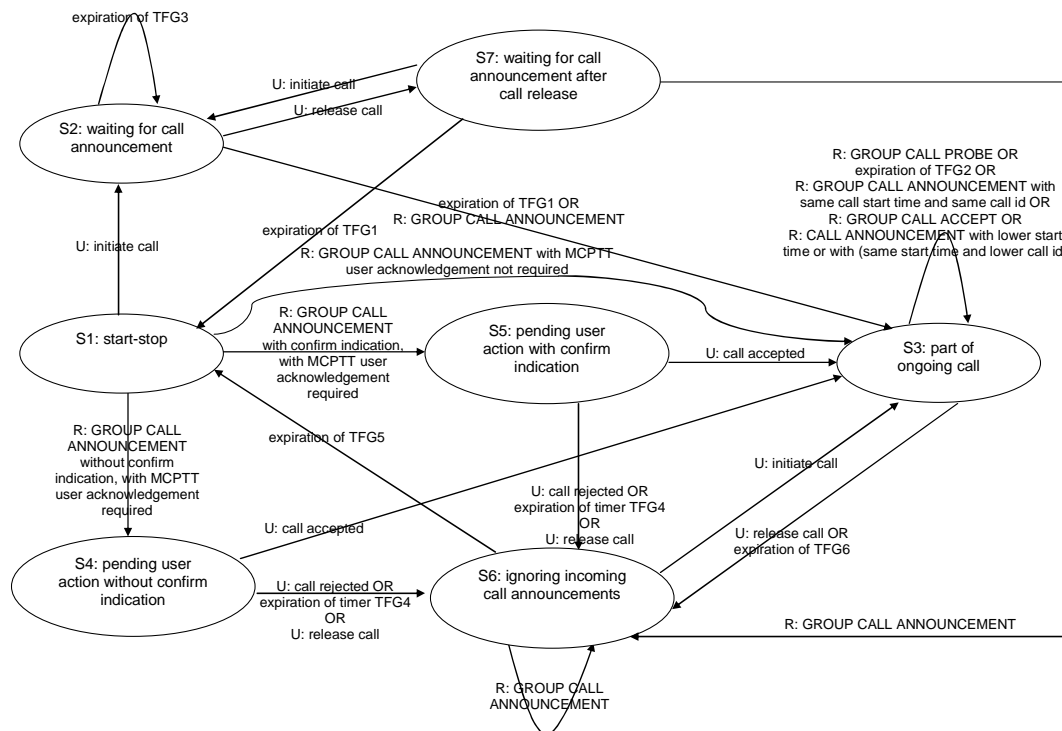 expiration of TFG3
S7: waiting for call
announcement after
call release
U: initiate call
U: release call
S2: waiting for call
announcement
R: GROUP CALL PROBE OR
expiration of TFG2 OR
R: GROUP CALL ANNOUNCEMENT with
same call start time and same call id OR
R: GROUP CALL ACCEPT OR
R: CALL ANNOUNCEMENT with lower start
time or with (same start time and lower call id
expiration of TFG1 OR
R: GROUP CALL ANNOUNCEMENT
U: initiate call
expiration of TFG1
R: GROUP CALL ANNOUNCEMENT with MCPTT
user acknowledgement not required
S1: start-stop
R: GROUP CALL
ANNOUNCEMENT
with confirm indication,
with MCPTT user
acknowledgement
required
S5: pending user
action with confirm
indication
U: call accepted
S3: part of
ongoing call
R: GROUP CALL
ANNOUNCEMENT
without confirm
indication, with MCPTT
user acknowledgement
required
expiration of TFG5
U: initiate call
U: call rejected OR
expiration of timer TFG4
OR
U: release call
U: call accepted
U: release call OR
expiration of TFG6
S4: pending user
action without confirm
indication
U: call rejected OR
expiration of timer TFG4
OR
U: release call
S6: ignoring incoming
call announcements
R: GROUP CALL ANNOUNCEMENT
R: GROUP CALL
ANNOUNCEMENT